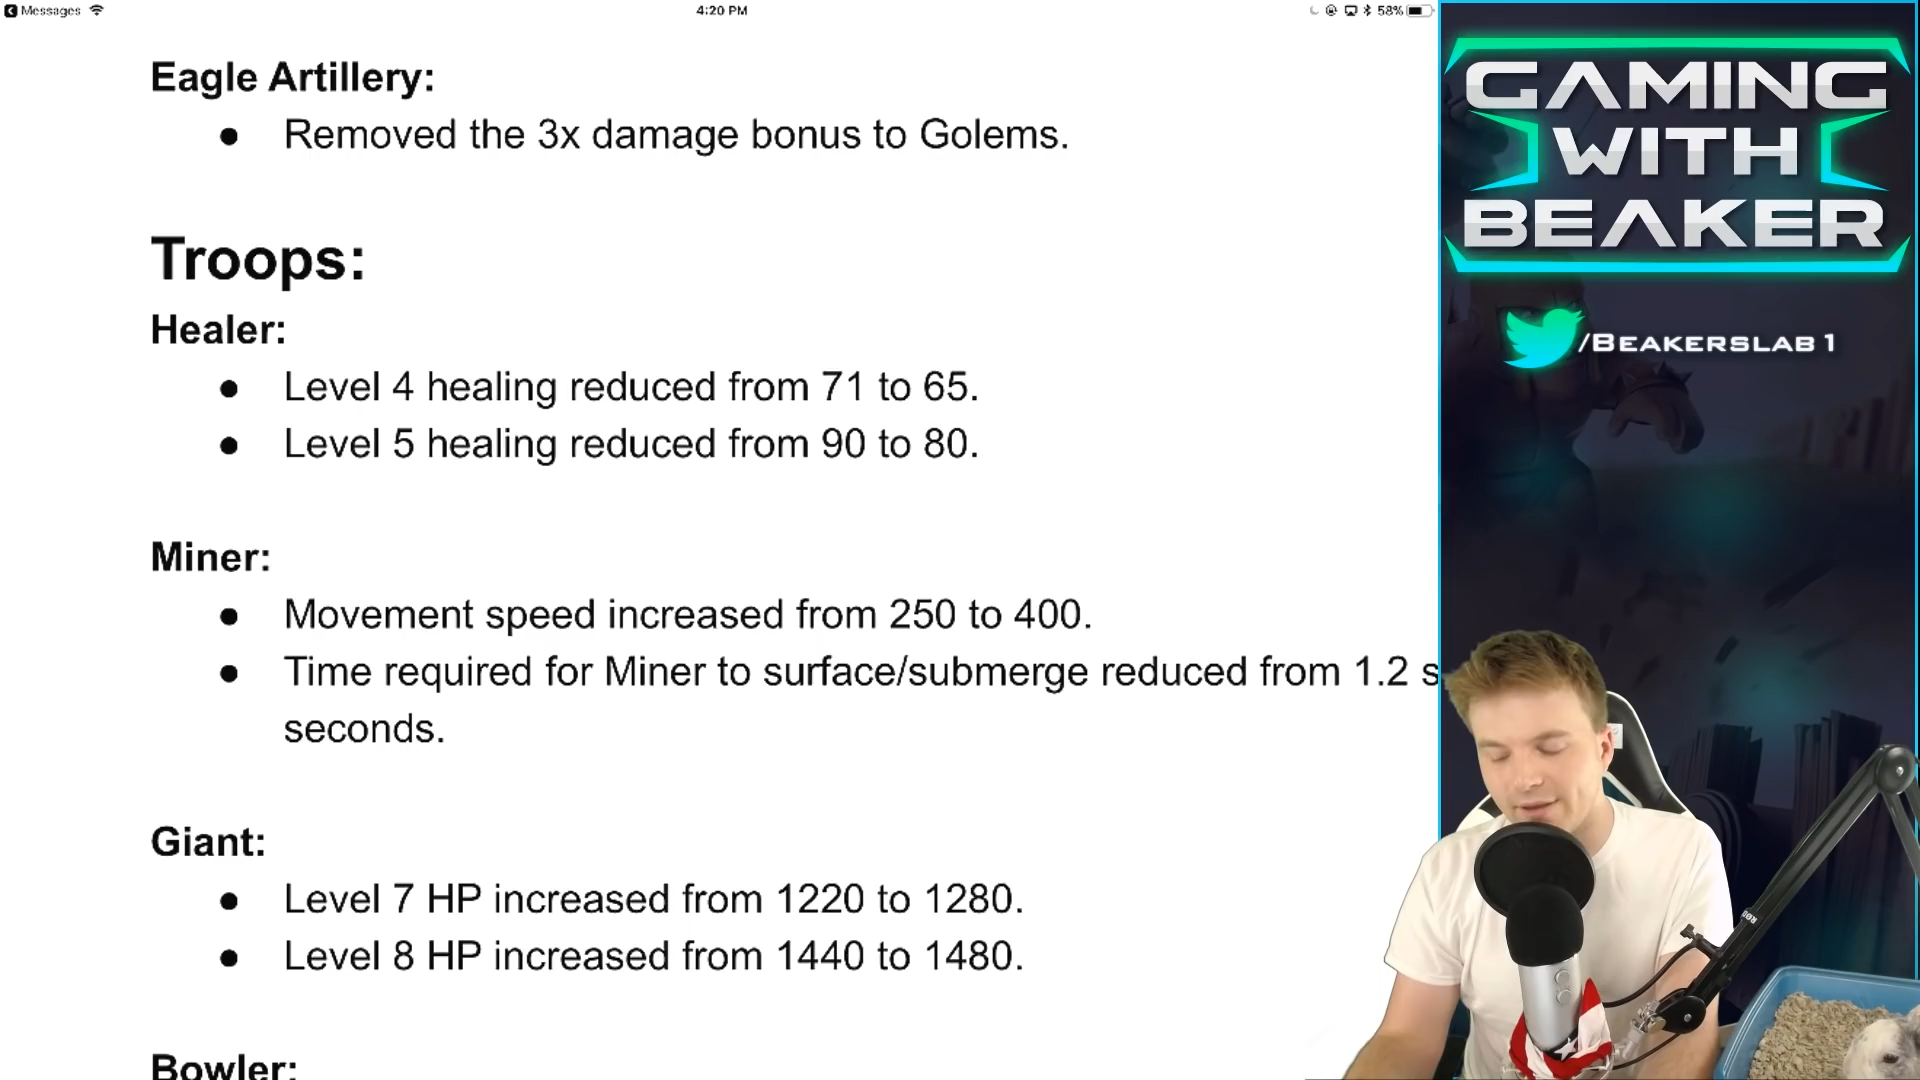 Messages 4:20 PM 58%
Eagle Artillery:
● Removed the 3x damage bonus to Golems.
Troops:
Healer:
● Level 4 healing reduced from 71 to 65.
● Level 5 healing reduced from 90 to 80.
Miner:
● Movement speed increased from 250 to 400.
● Time required for Miner to surface/submerge reduced from 1.2 s
seconds.
Giant:
● Level 7 HP increased from 1220 to 1280.
● Level 8 HP increased from 1440 to 1480.
Bowler:
GAMING
WITH
BEAKER
/BEAKERSLAB1
RØDE